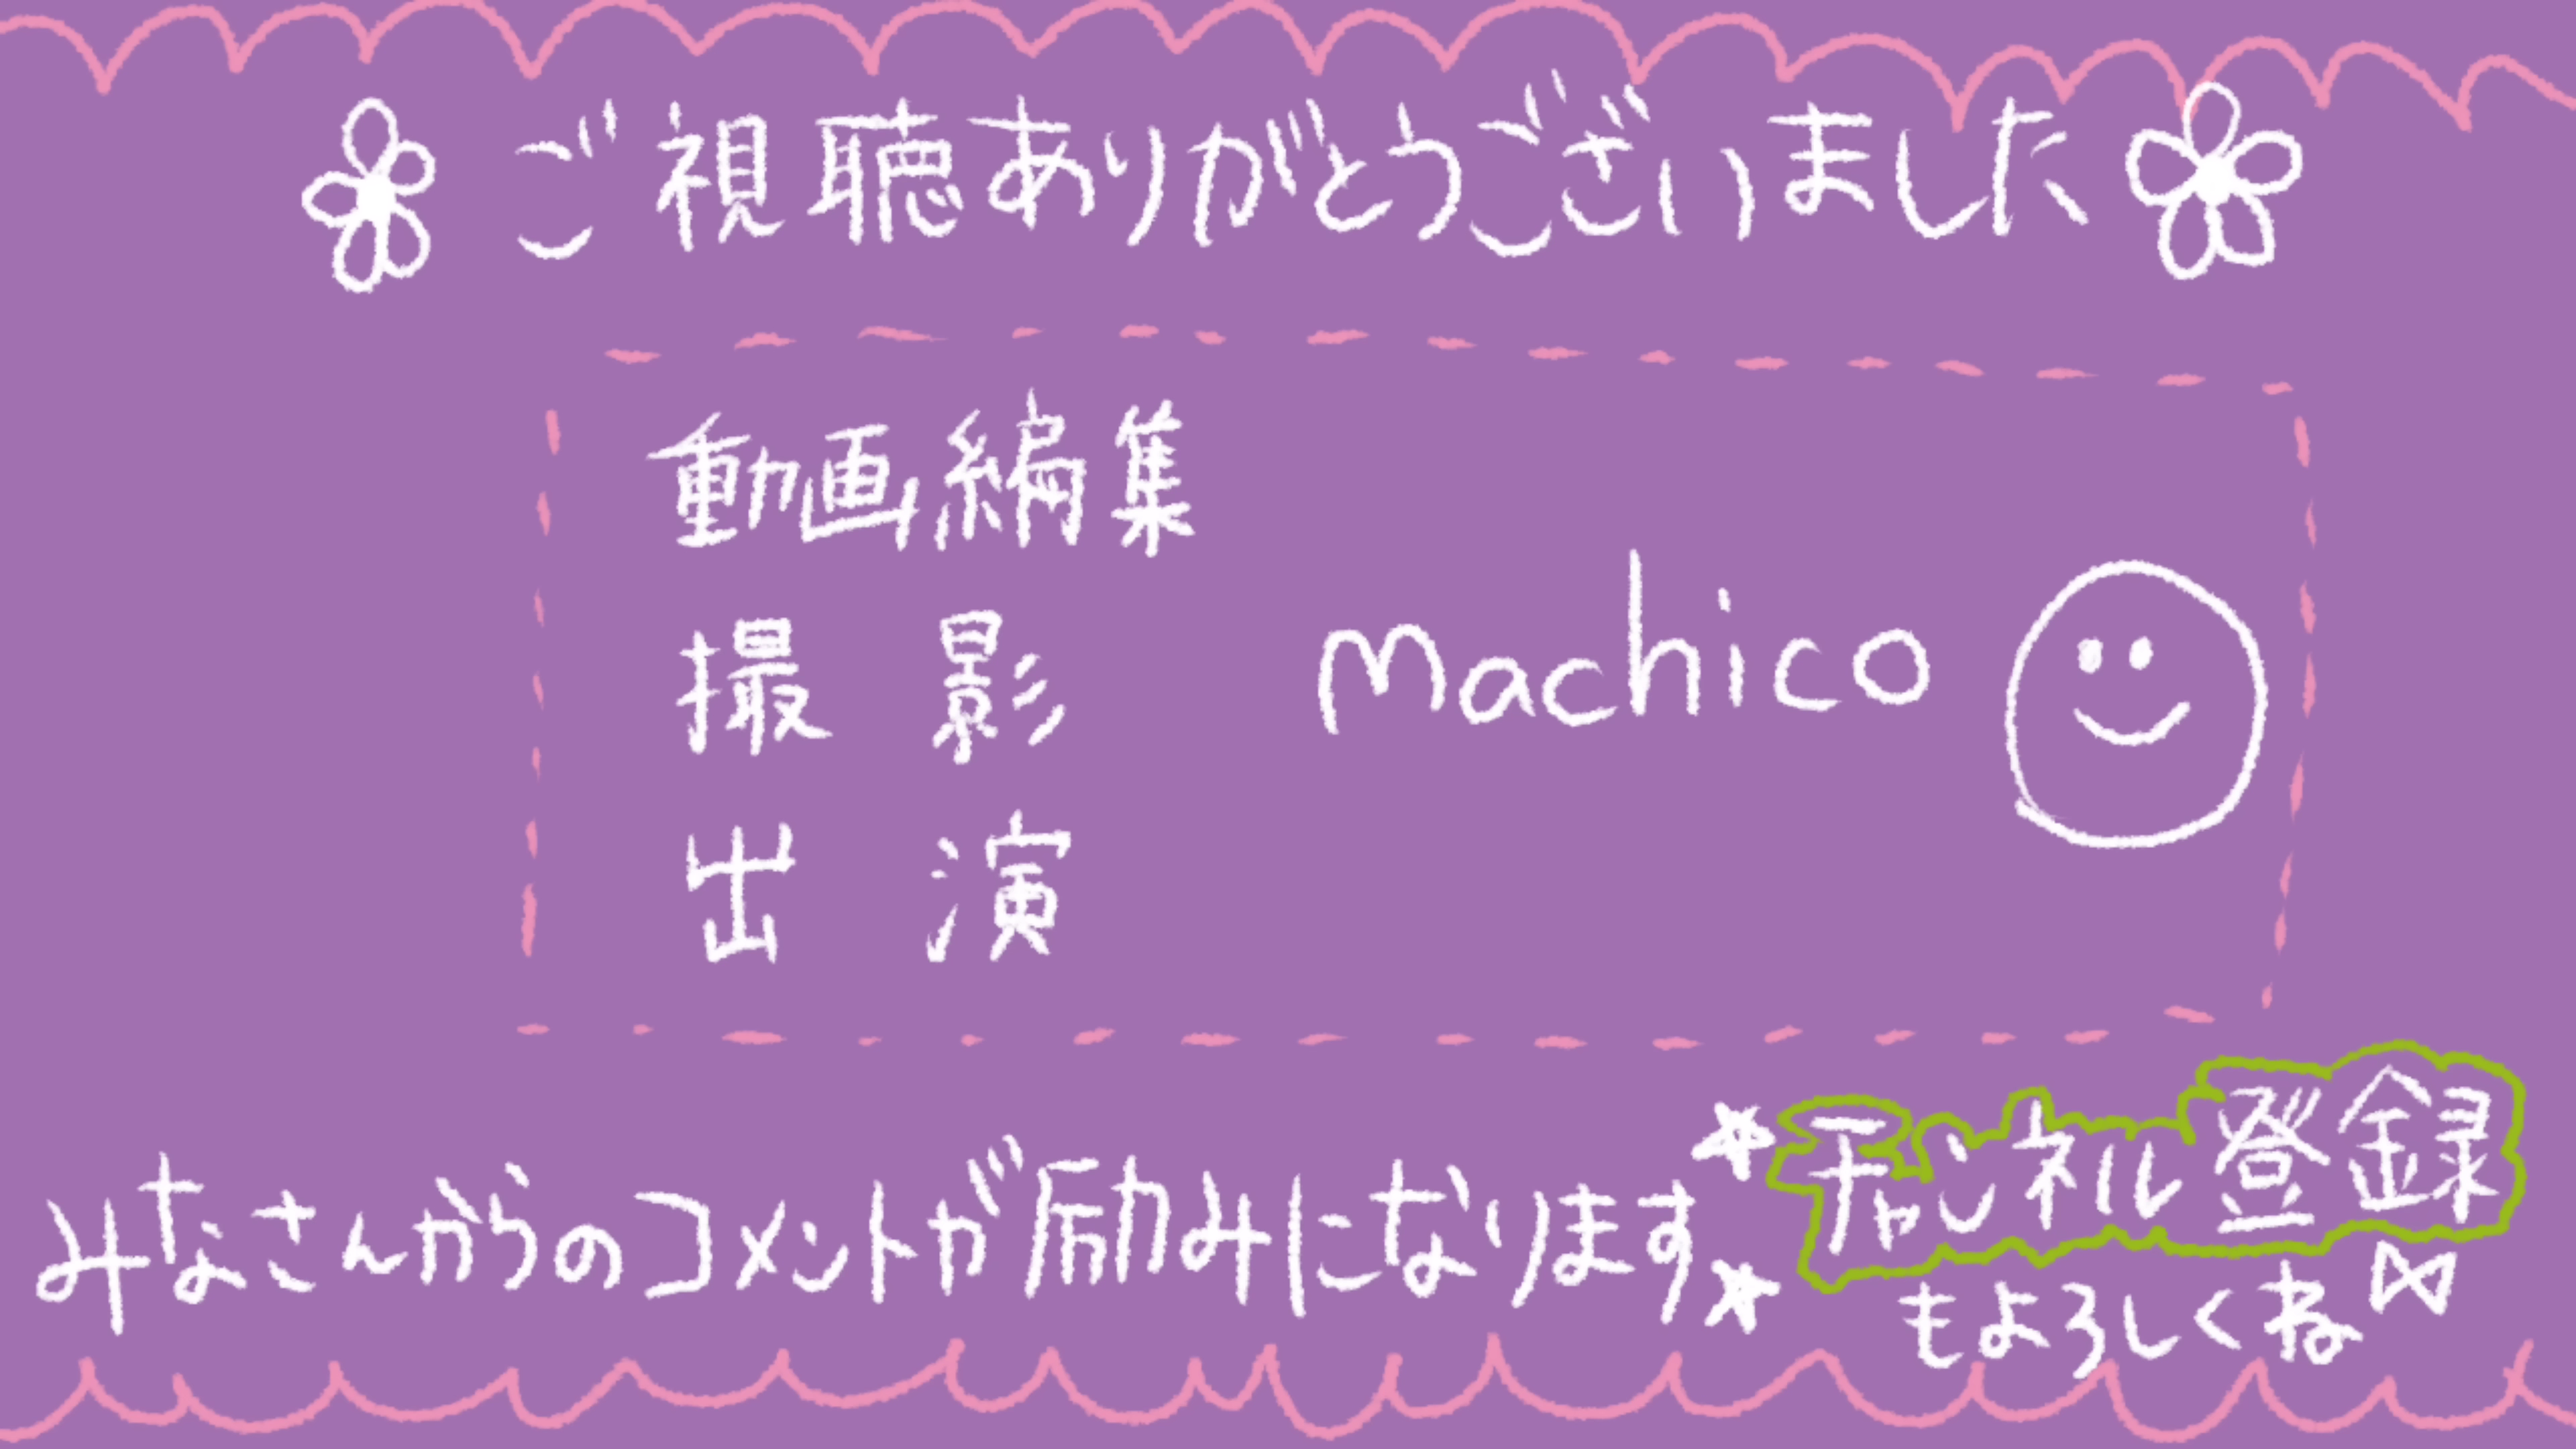 ご視聴ありがとうございました
動画編集
撮影
出演
machico
みなさんからのコメントが励みになります
チャンネル登録
もよろしくね